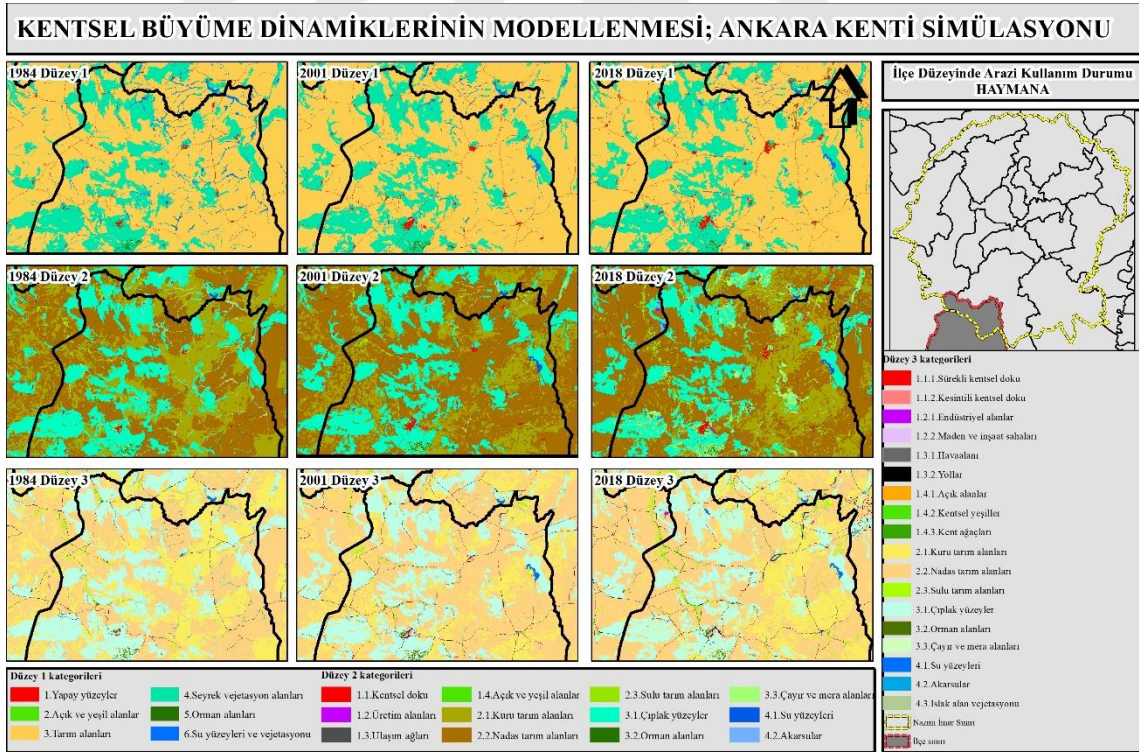 KENTSEL BÜYÜME DİNAMİKLERİNİN MODELLENMESİ; ANKARA KENTİ SİMÜLASYONU
1984 Düzey 1
2001 Düzey 1
2018 Düzey 1
1984 Düzey 2
2001 Düzey 2
2018 Düzey 2
1984 Düzey 3
2001 Düzey 3
2018 Düzey 3
İlçe Düzeyinde Arazi Kullanım Durumu
HAYMANA
Düzey 3 kategorileri
1.1.1.Sürekli kentsel doku
1.1.2.Kesintili kentsel doku
1.2.1.Endüstriyel alanlar
1.2.2.Maden ve inşaat sahaları
1.3.1.Havaalanı
1.3.2.Yollar
1.4.1.Açık alanlar
1.4.2.Kentsel yeşiller
1.4.3.Kent ağaçları
2.1.Kuru tarım alanları
2.2.Nadas tarım alanları
2.3.Sulu tarım alanları
3.1.Çıplak yüzeyler
3.2.Orman alanları
3.3.Çayır ve mera alanları
4.1.Su yüzeyleri
4.2.Akarsular
4.3.Islak alan vejetasyonu
Nazım İmar Sınırı
İlçe sınırı
Düzey 1 kategorileri
1.Yapay yüzeyler
2.Açık ve yeşil alanlar
3.Tarım alanları
4.Seyrek vejetasyon alanları
5.Orman alanları
6.Su yüzeyleri ve vejetasyonu
Düzey 2 kategorileri
1.1.Kentsel doku
1.2.Üretim alanları
1.3.Ulaşım ağları
1.4.Açık ve yeşil alanlar
2.1.Kuru tarım alanları
2.2.Nadas tarım alanları
2.3.Sulu tarım alanları
3.1.Çıplak yüzeyler
3.2.Orman alanları
3.3.Çayır ve mera alanları
4.1.Su yüzeyleri
4.2.Akarsular